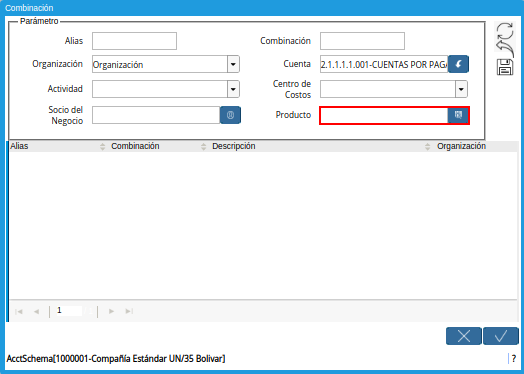 Combinación
Parámetro
Alias
Combinación
Organización
Organización
Cuenta
2.1.1.1.1.001-CUENTAS POR PAGA
Actividad
Centro de
Costos
Socio del
Negocio
Producto
Alias Combinación Descripción Organización
1
AcctSchema[1000001-Compañía Estándar UN/35 Bolivar] ?